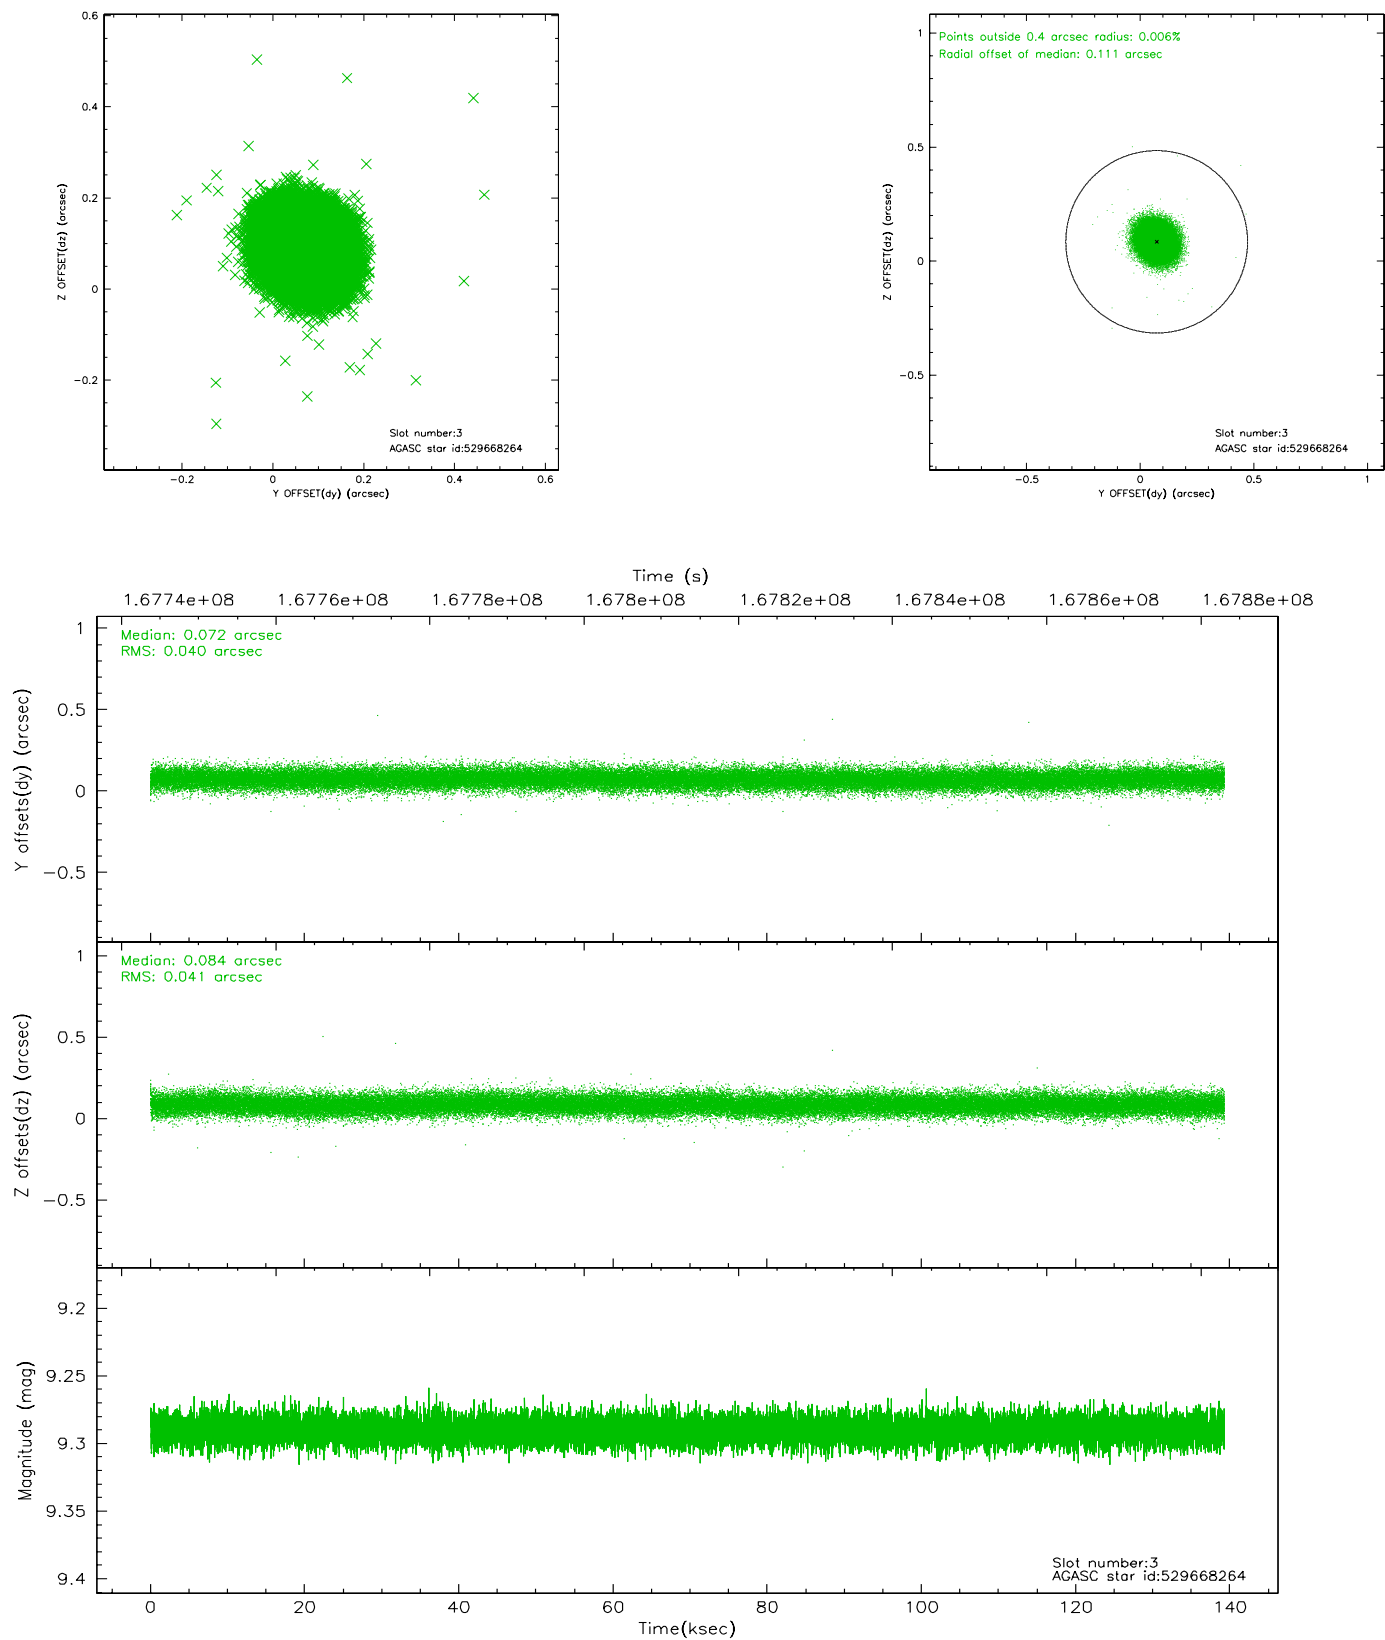 0.6
0.4
0.2
0
−0.2
Z OFFSET(dz) (arcsec)
Slot number:3
AGASC star id:529668264
−0.2 0 0.2 0.4 0.6
Y OFFSET(dy) (arcsec)
Points outside 0.4 arcsec radius: 0.006%
Radial offset of median: 0.111 arcsec
1
0.5
0
−0.5
Z OFFSET(dz) (arcsec)
Slot number:3
AGASC star id:529668264
−0.5 0 0.5 1
Y OFFSET(dy) (arcsec)
Time (s)
1.6774e+08 1.6776e+08 1.6778e+08 1.678e+08 1.6782e+08 1.6784e+08 1.6786e+08 1.6788e+08
Median: 0.072 arcsec
RMS: 0.040 arcsec
1
0.5
0
−0.5
Y offsets(dy) (arcsec)
Median: 0.084 arcsec
RMS: 0.041 arcsec
1
0.5
0
−0.5
Z offsets(dz) (arcsec)
9.2
9.25
9.3
9.35
9.4
Magnitude (mag)
Slot number:3
AGASC star id:529668264
0 20 40 60 80 100 120 140
Time(ksec)